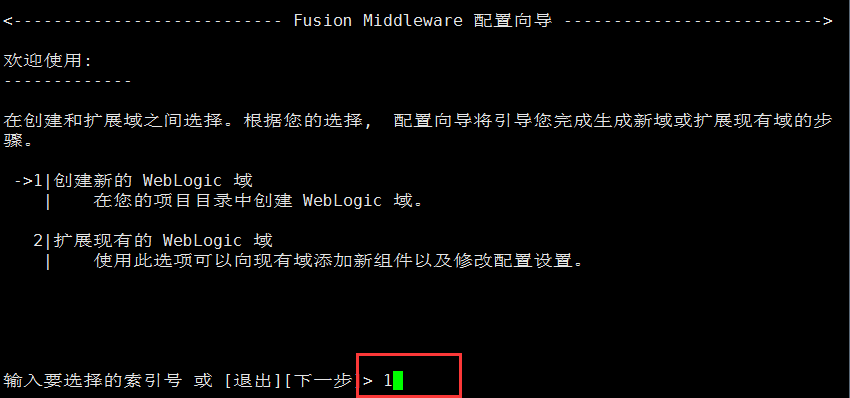 <---------------------------- Fusion Middleware 配置向导 --------------------------->
欢迎使用:
-------------
在创建和扩展域之间选择。根据您的选择， 配置向导将引导您完成生成新域或扩展现有域的步
骤。
->1|创建新的 WebLogic 域
|    在您的项目目录中创建 WebLogic 域。
2|扩展现有的 WebLogic 域
|    使用此选项可以向现有域添加新组件以及修改配置设置。
输入要选择的索引号 或 [退出][下一步> 1